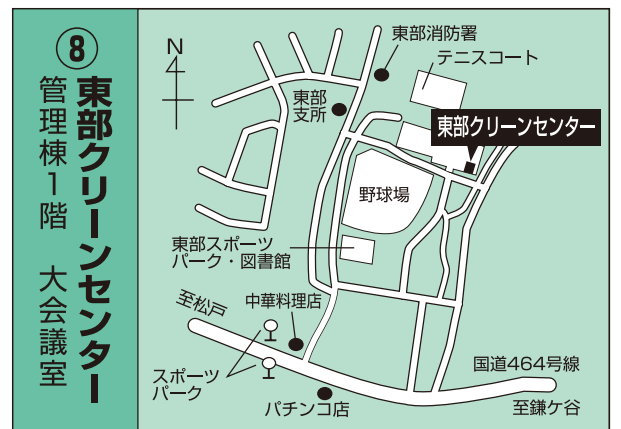 ⑧
東部クリーンセンター
管理棟1階 大会議室
N
東部消防署
テニスコート
東部
支所
東部クリーンセンター
野球場
東部スポーツ
パーク・図書館
至松戸
中華料理店
スポーツ
パーク
パチンコ店
国道464号線
至鎌ケ谷